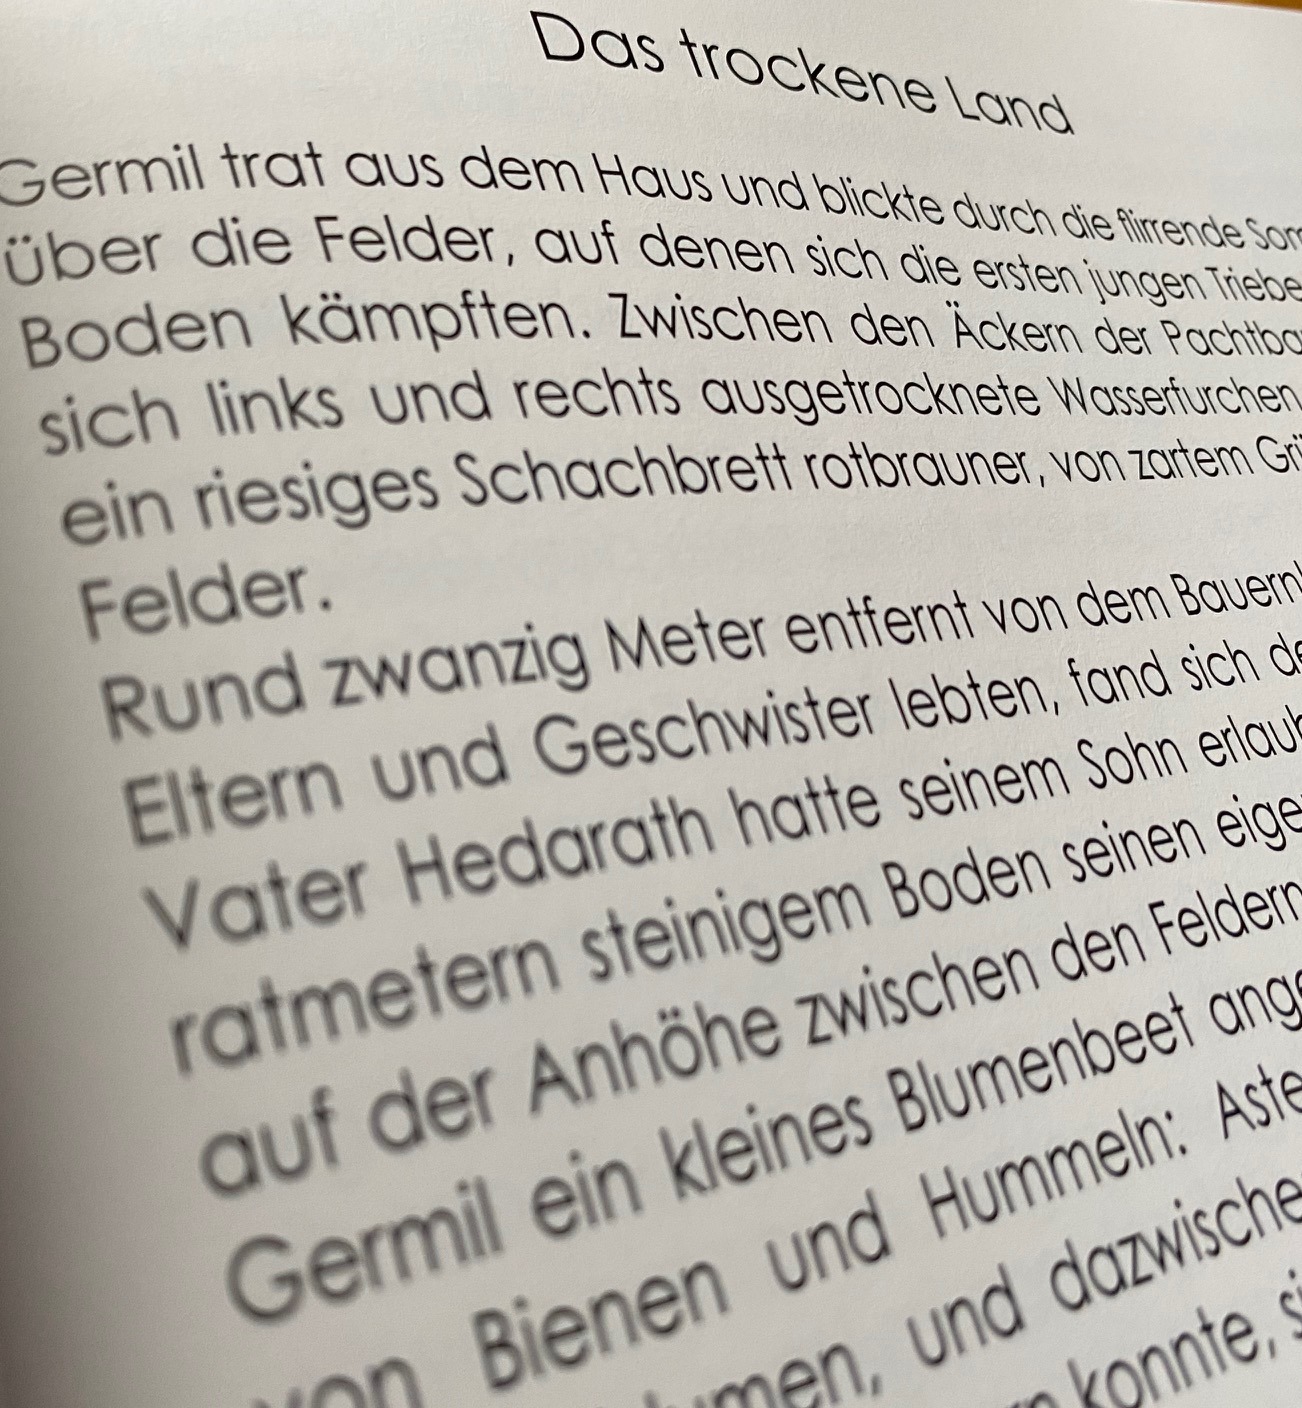 Das trockene Land
Germil trat aus dem Haus und blickte durch die flirrende
über die Felder, auf denen sich die ersten jungen Triebe
Boden kämpften. Zwischen den Äckern der
sich links und rechts ausgetrocknete Wasserfurchen
ein riesiges Schachbrett rotbrauner, von zartem
Felder.
Rund zwanzig Meter entfernt von dem
Eltern und Geschwister lebten, fand sich
Vater Hedarath hatte seinem Sohn
ratmetern steinigem Boden seinen
auf der Anhöhe zwischen den Feldern
Germil ein kleines Blumenbeet
von Bienen und Hummeln:
und
konnte,